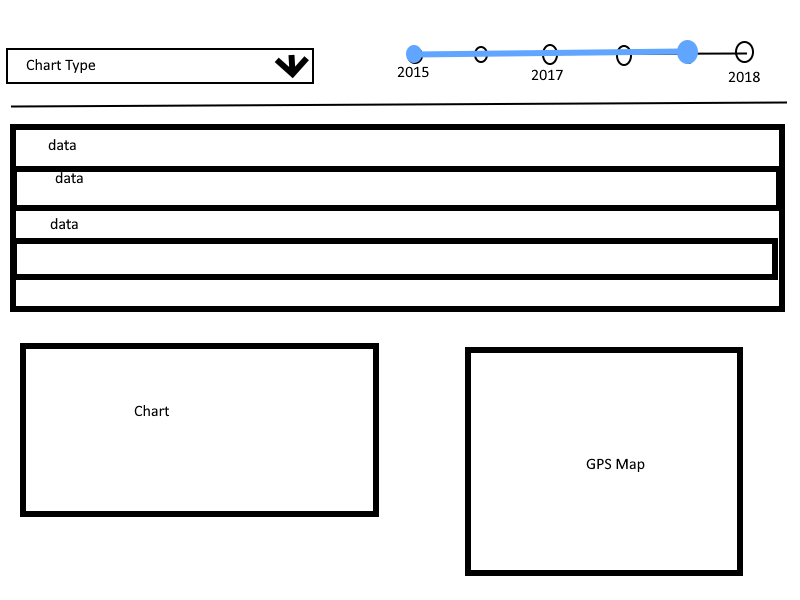 Chart Type
2015
2017
2018
data
data
data
Chart
GPS Map